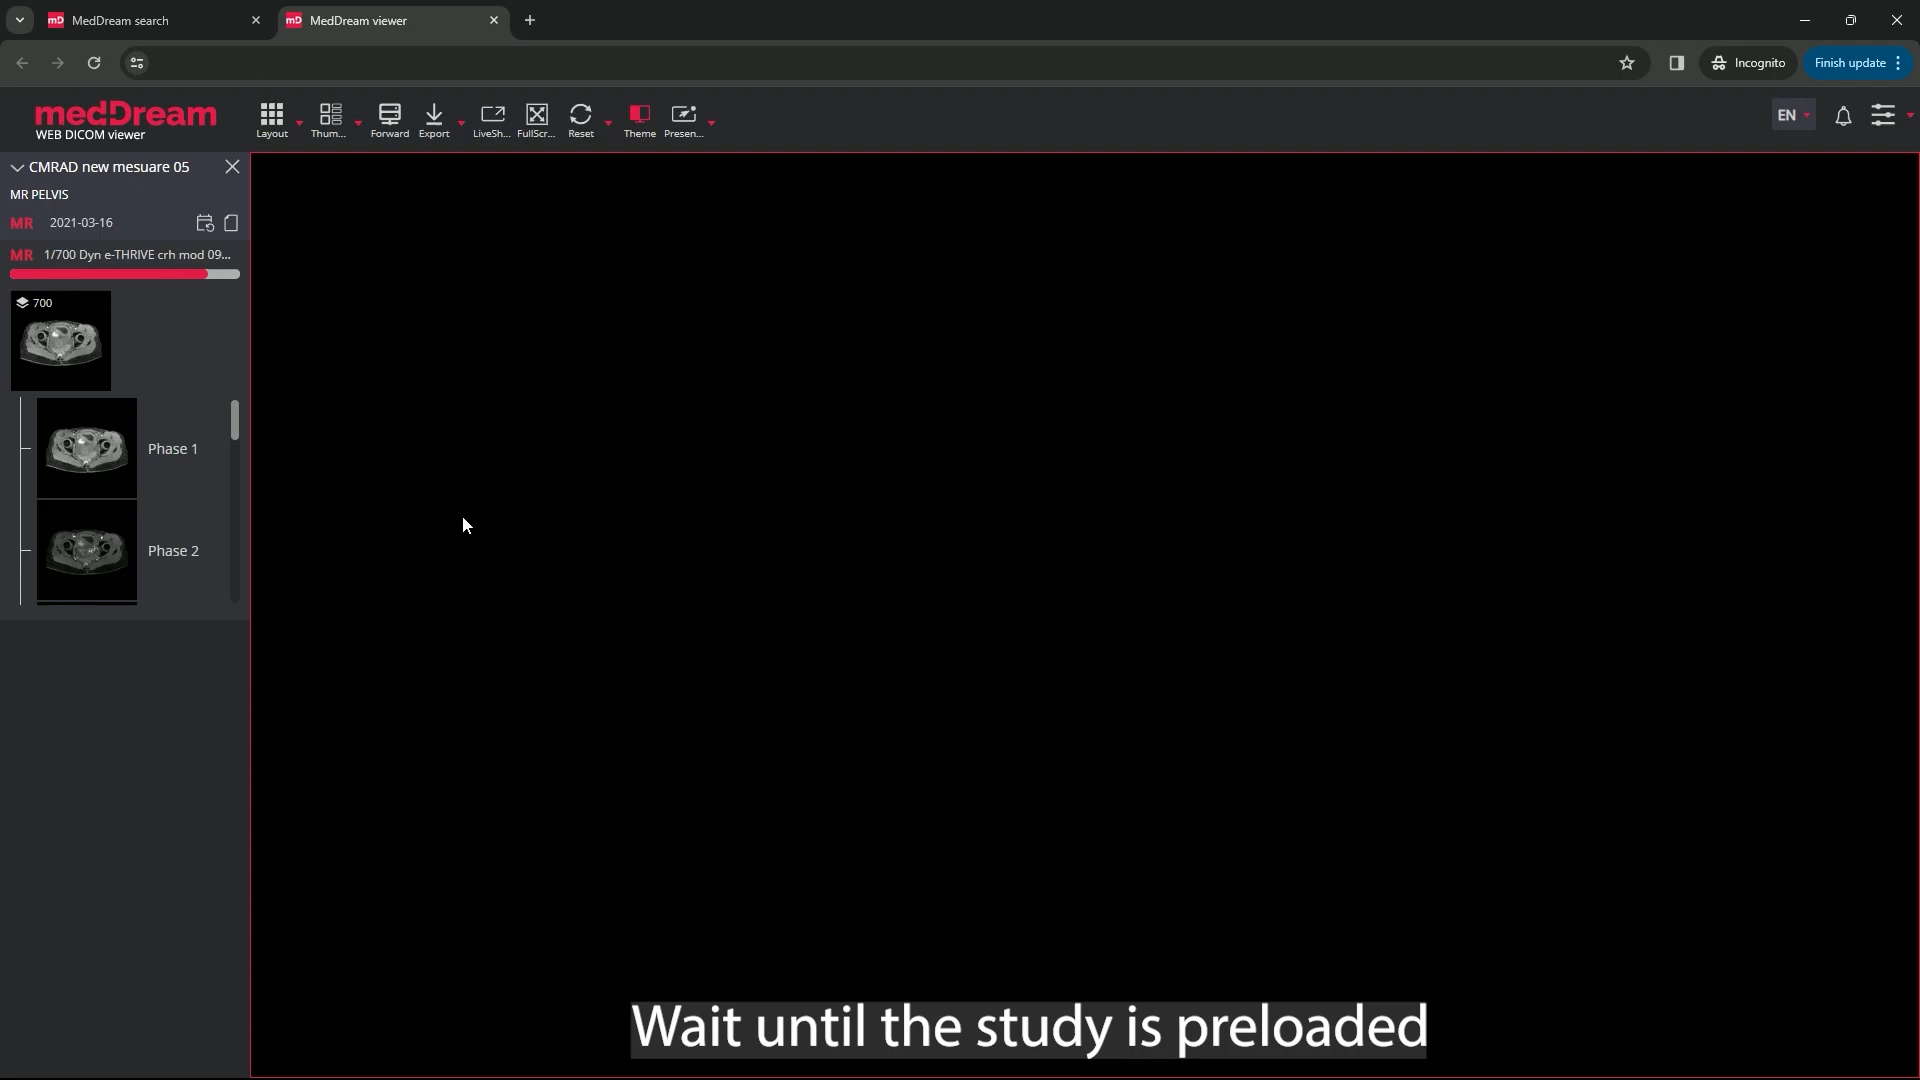 MedDream search
MedDream viewer
Incognito
Finish update
medDream
WEB DICOM viewer
Layout
Thum...
Forward
Export
LiveSh...
FullScr...
Reset
Theme
Presen...
EN
CMRAD new mesuare 05
MR PELVIS
MR 2021-03-16
MR 1/700 Dyn e-THRIVE crh mod 09...
700
Phase 1
Phase 2
Wait until the study is preloaded